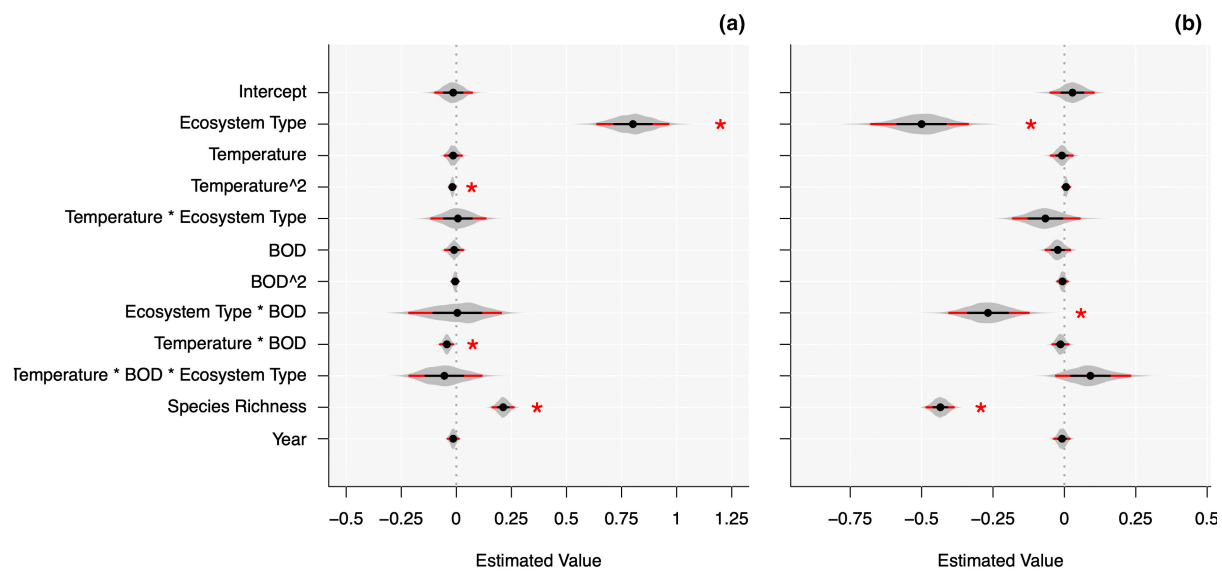 (a)
(b)
Intercept
Ecosystem Type
*
*
Temperature
Temperature^2
*
Temperature * Ecosystem Type
BOD
BOD^2
Ecosystem Type * BOD
*
Temperature * BOD
*
Temperature * BOD * Ecosystem Type
Species Richness
*
*
Year
−0.5 −0.25 0 0.25 0.5 0.75 1 1.25
−0.75 −0.5 −0.25 0 0.25 0.5
Estimated Value
Estimated Value